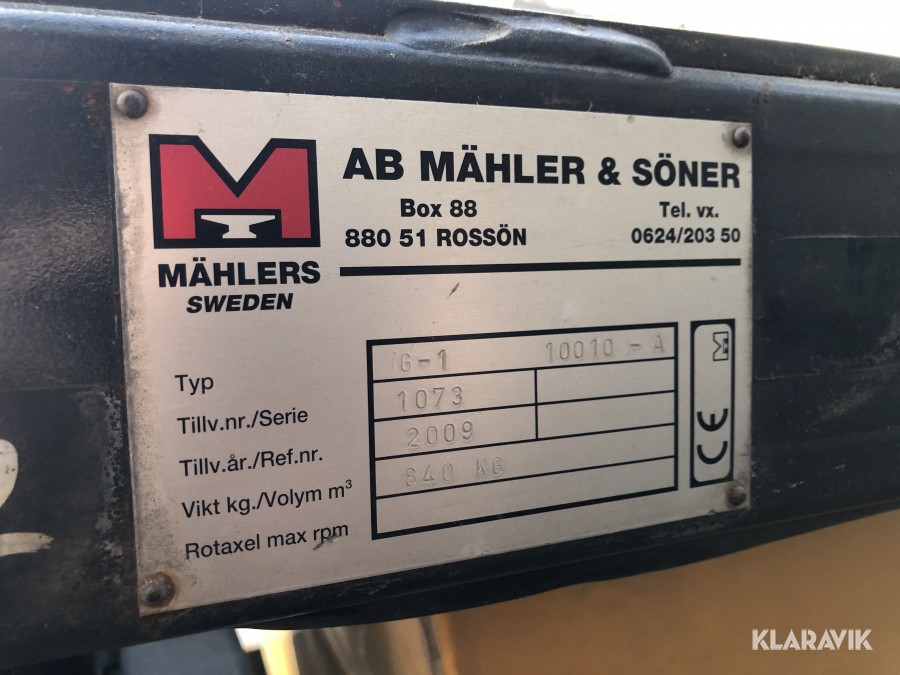 AB MÄHLER & SÖNER
Box 88
880 51 ROSSÖN
Tel. vx.
0624/203 50
MÄHLERS
SWEDEN
Typ
G-1 10010 - A
Tillv.nr./Serie
1073
Tillv.år./Ref.nr.
2009
Vikt kg./Volym m³
840 KG
Rotaxel max rpm
CE
KLARAVIK